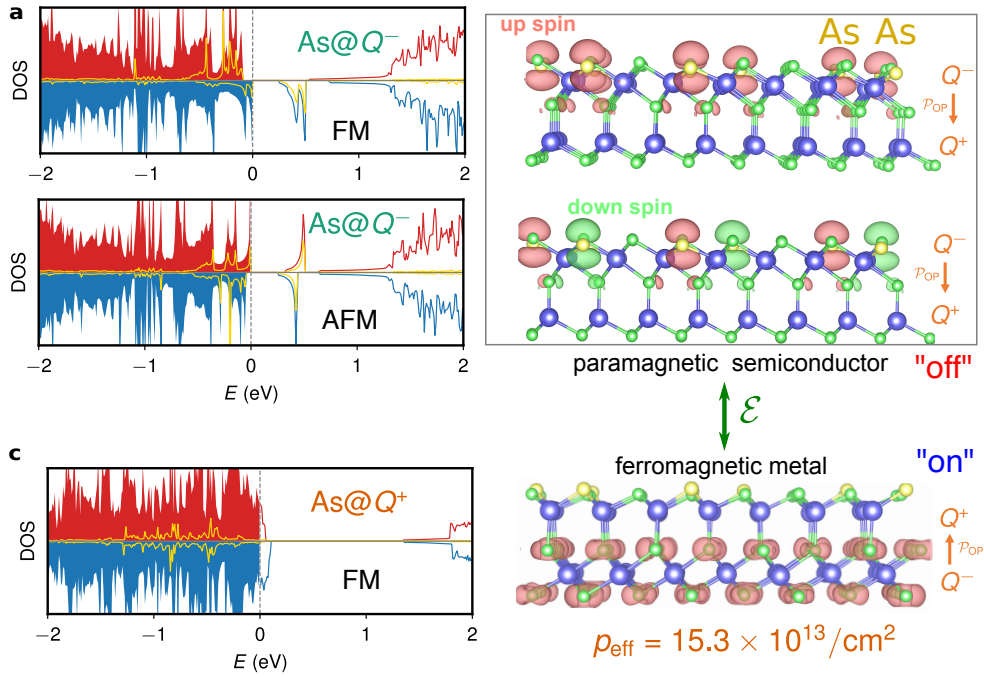 a
DOS
As@Q−
FM
−2 −1 0 1 2
DOS
As@Q−
AFM
−2 −1 0 1 2
E (eV)
up spin
As As
Q−
𝒫OP
Q+
down spin
Q−
𝒫OP
Q+
paramagnetic semiconductor
"off"
ℰ
c
DOS
As@Q+
FM
−2 −1 0 1 2
E (eV)
ferromagnetic metal
"on"
Q+
𝒫OP
Q−
peff = 15.3 × 10¹³/cm²